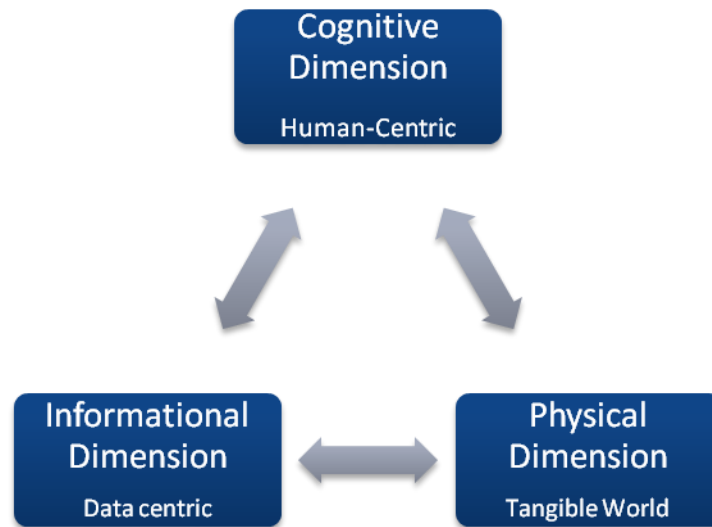 Cognitive
Dimension
Human-Centric
Informational
Dimension
Data centric
Physical
Dimension
Tangible World